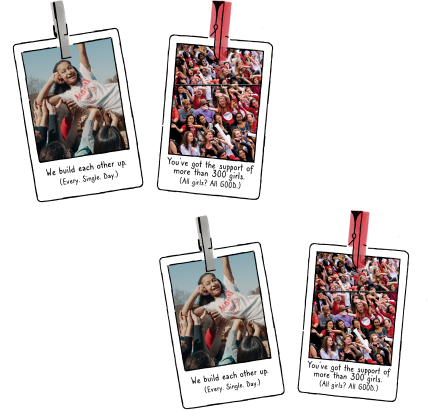 We build each other up.
(Every. Single. Day.)
You've got the support of
more than 300 girls.
(All girls? All GOOD.)
We build each other up.
(Every. Single. Day.)
You've got the support of
more than 300 girls.
(All girls? All GOOD.)